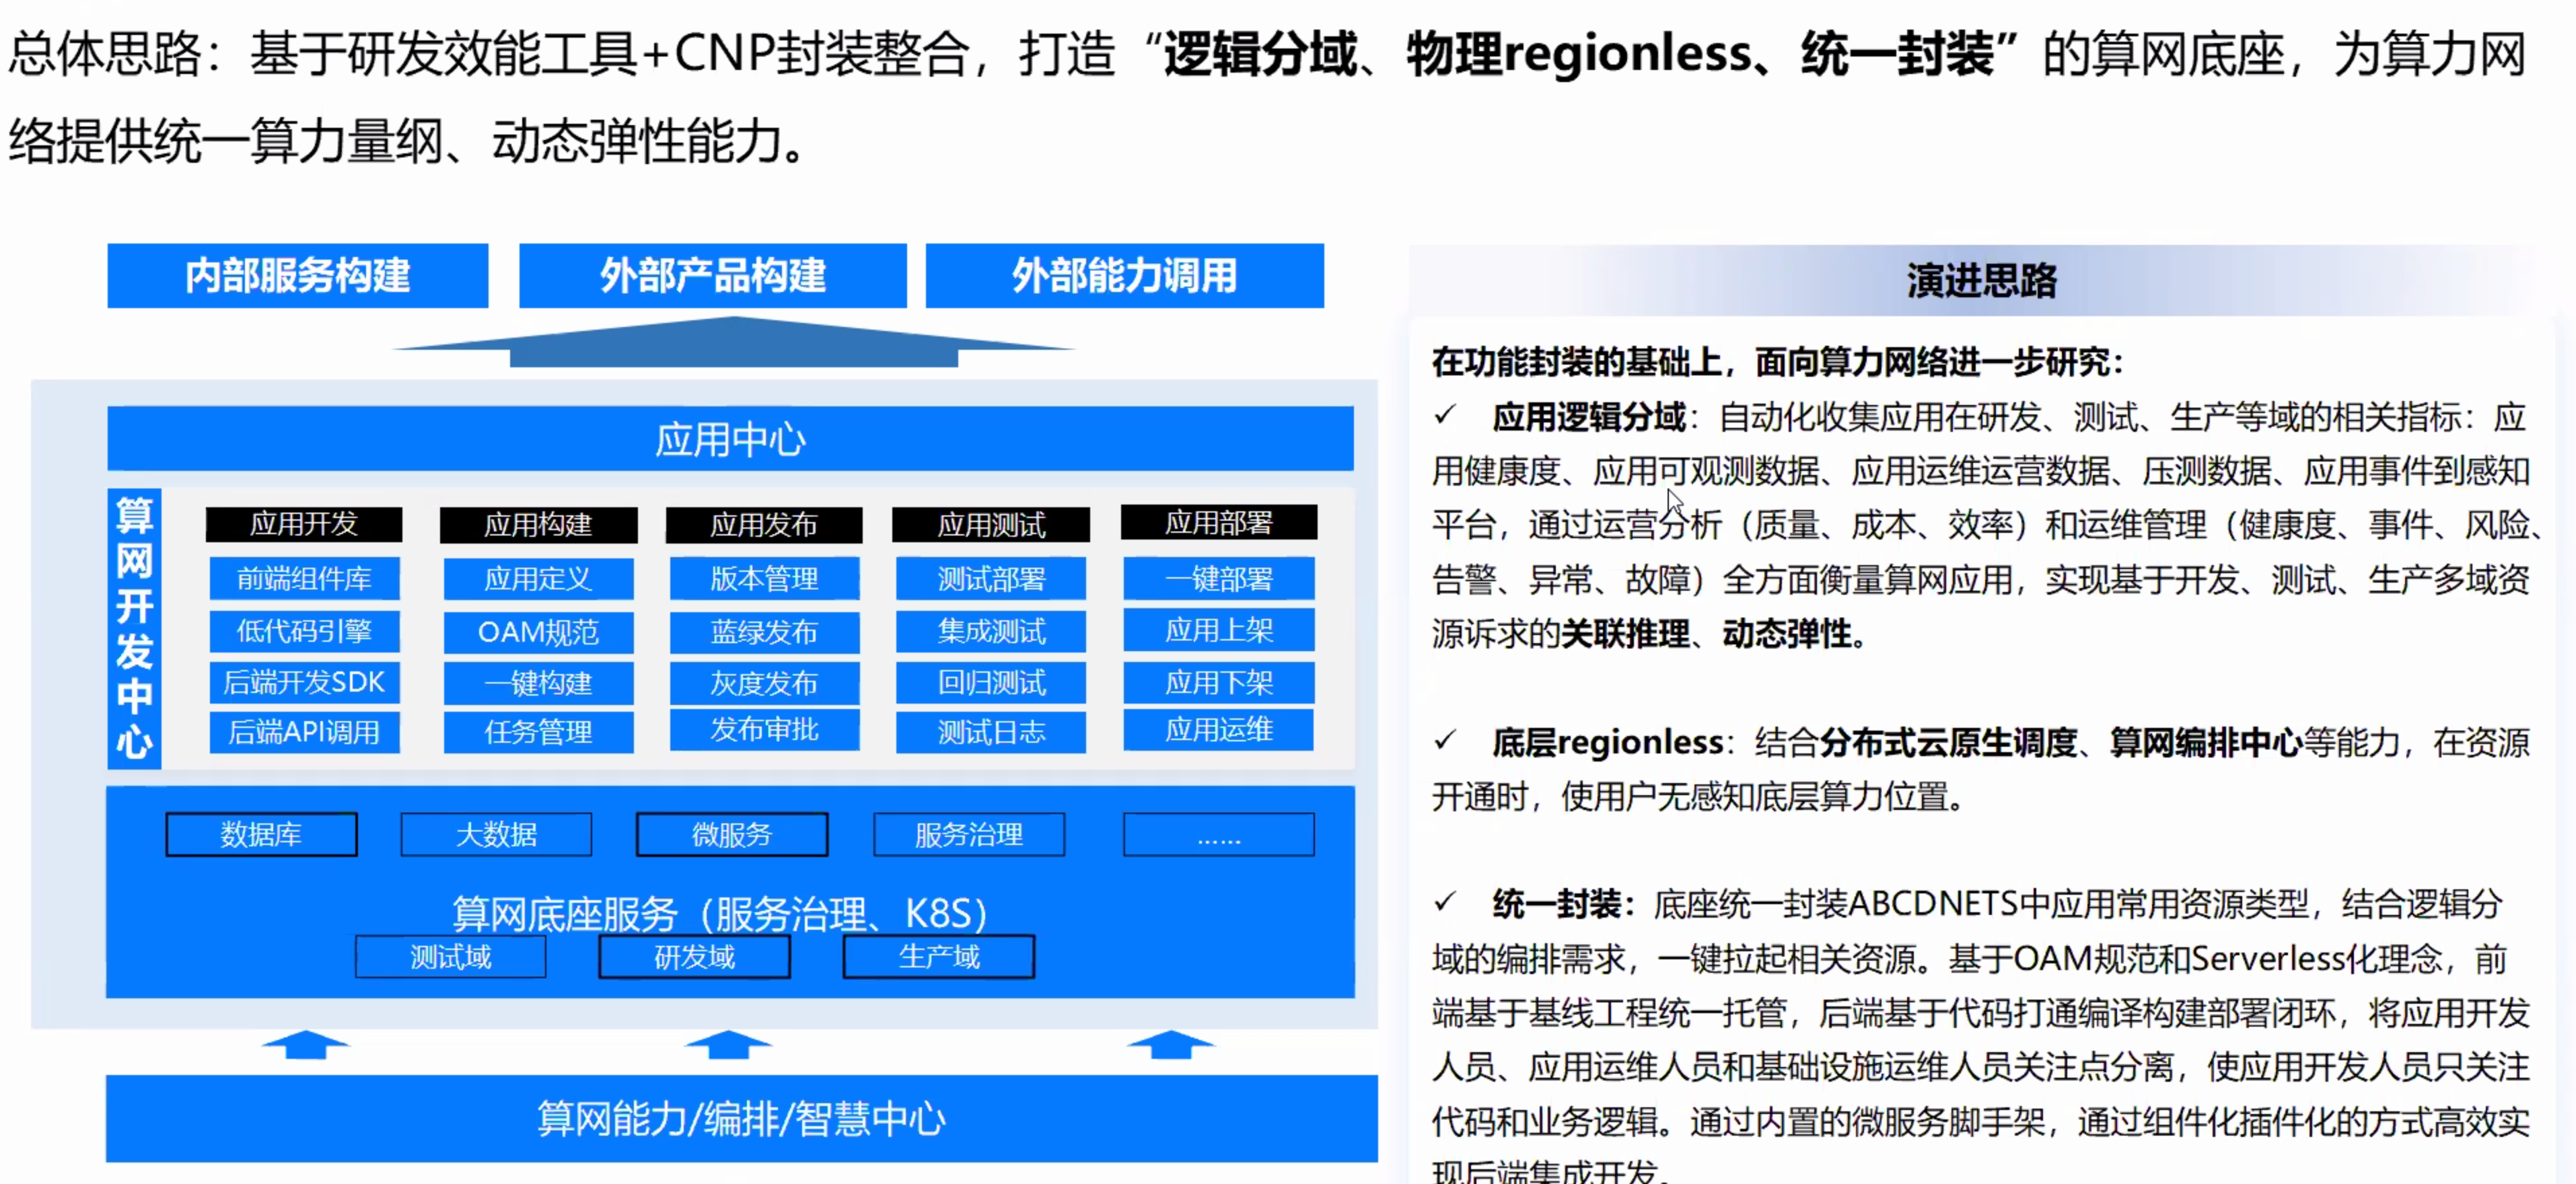 总体思路：基于研发效能工具+CNP封装整合，打造“逻辑分域、物理regionless、统一封装”的算网底座，为算力网
络提供统一算力量纲、动态弹性能力。
内部服务构建
外部产品构建
外部能力调用
应用中心
算网开发中心
应用开发
前端组件库
低代码引擎
后端开发SDK
后端API调用
应用构建
应用定义
OAM规范
一键构建
任务管理
应用发布
版本管理
蓝绿发布
灰度发布
发布审批
应用测试
测试部署
集成测试
回归测试
测试日志
应用部署
一键部署
应用上架
应用下架
应用运维
数据库
大数据
微服务
服务治理
……
算网底座服务（服务治理、K8S）
测试域
研发域
生产域
算网能力/编排/智慧中心
演进思路
在功能封装的基础上，面向算力网络进一步研究：
✓ 应用逻辑分域：自动化收集应用在研发、测试、生产等域的相关指标：应
用健康度、应用可观测数据、应用运维运营数据、压测数据、应用事件到感知
平台，通过运营分析（质量、成本、效率）和运维管理（健康度、事件、风险、
告警、异常、故障）全方面衡量算网应用，实现基于开发、测试、生产多域资
源诉求的关联推理、动态弹性。
✓ 底层regionless：结合分布式云原生调度、算网编排中心等能力，在资源
开通时，使用户无感知底层算力位置。
✓ 统一封装：底座统一封装ABCDNETS中应用常用资源类型，结合逻辑分
域的编排需求，一键拉起相关资源。基于OAM规范和Serverless化理念，前
端基于基线工程统一托管，后端基于代码打通编译构建部署闭环，将应用开发
人员、应用运维人员和基础设施运维人员关注点分离，使应用开发人员只关注
代码和业务逻辑。通过内置的微服务脚手架，通过组件化插件化的方式高效实
现后端集成开发。